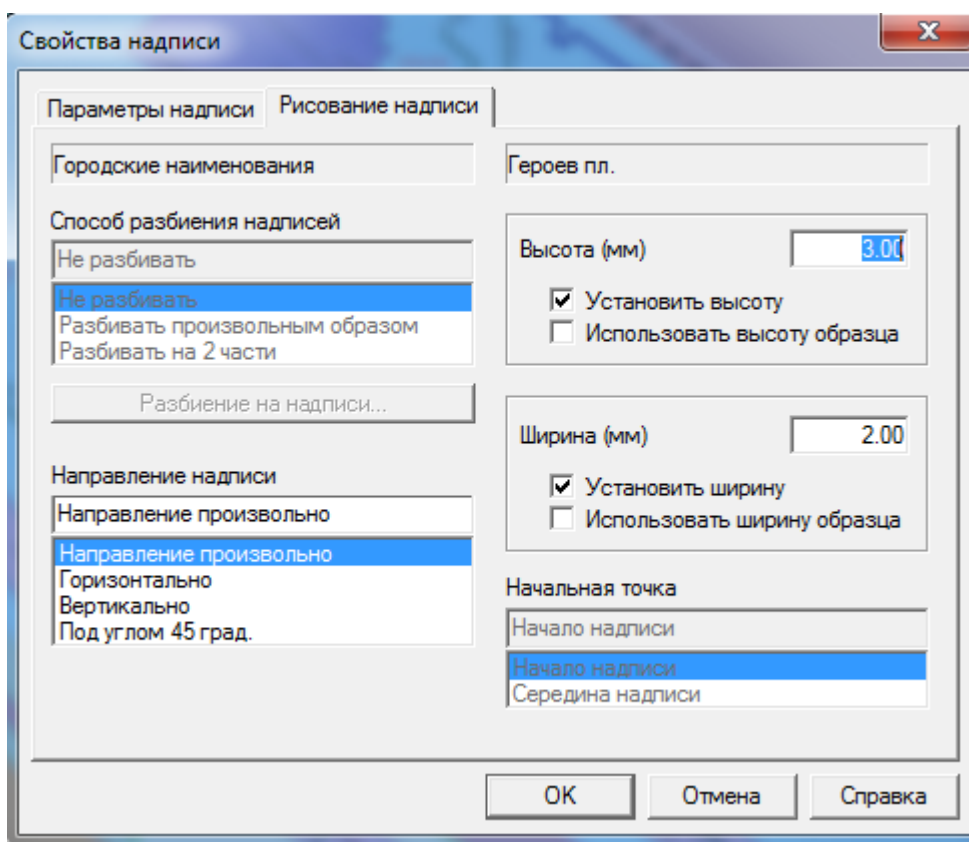 Свойства надписи
Параметры надписи
Рисование надписи
Городские наименования
Героев пл.
Способ разбиения надписей
Не разбивать
Не разбивать
Разбивать произвольным образом
Разбивать на 2 части
Разбиение на надписи...
Направление надписи
Направление произвольно
Направление произвольно
Горизонтально
Вертикально
Под углом 45 град.
Высота (мм)
3.00
Установить высоту
Использовать высоту образца
Ширина (мм)
2.00
Установить ширину
Использовать ширину образца
Начальная точка
Начало надписи
Начало надписи
Середина надписи
OK
Отмена
Справка